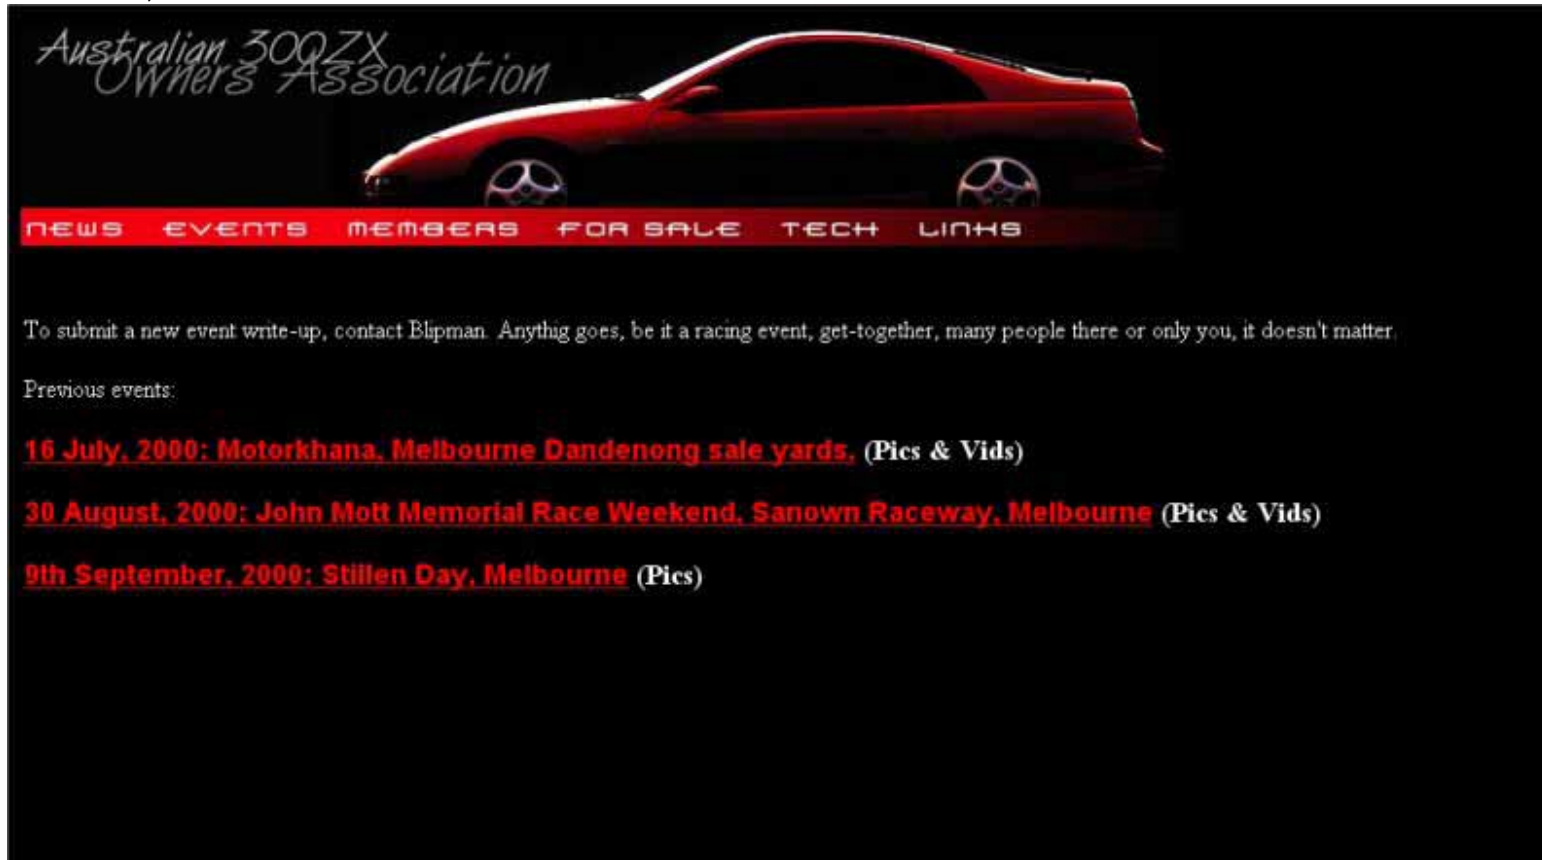 Australian 300ZX
Owners Association
NEWS EVENTS MEMBERS FOR SALE TECH LINKS
To submit a new event write-up, contact Blipman. Anythig goes, be it a racing event, get-together, many people there or only you, it doesn't matter.
Previous events:
16 July, 2000: Motorkhana, Melbourne Dandenong sale yards. (Pics & Vids)
30 August, 2000: John Mott Memorial Race Weekend, Sanown Raceway, Melbourne (Pics & Vids)
9th September, 2000: Stillen Day, Melbourne (Pics)